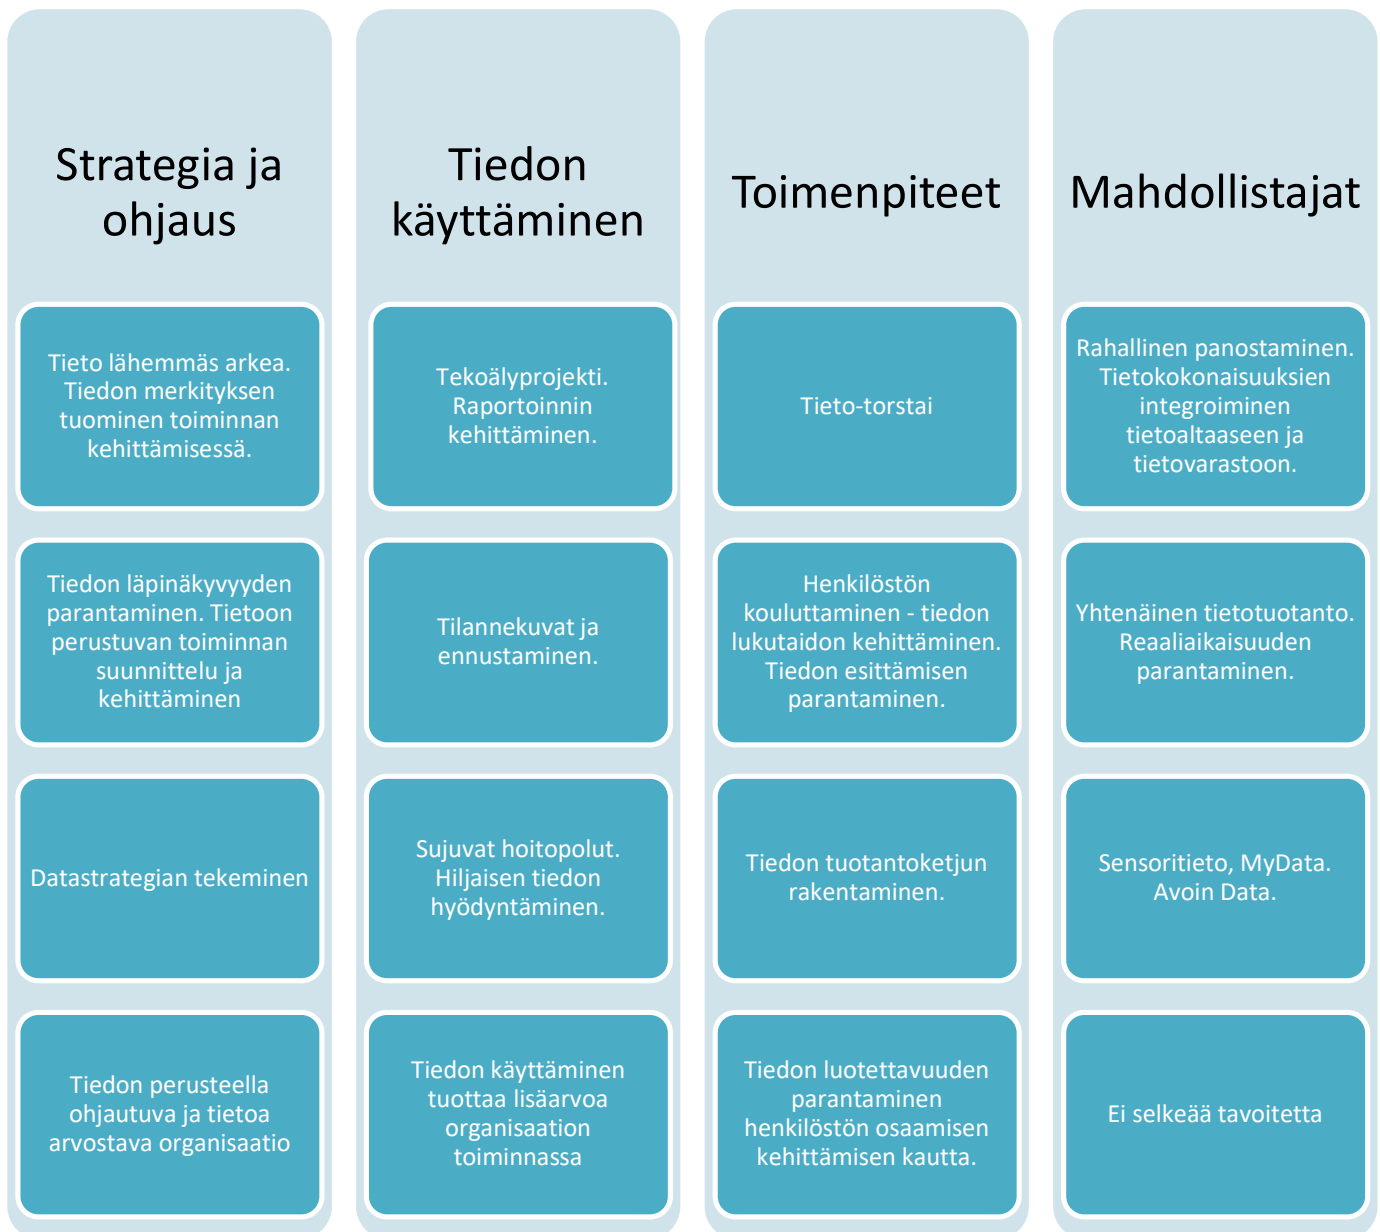 Strategia ja
ohjaus
Tieto lähemmäs arkea.
Tiedon merkityksen
tuominen toiminnan
kehittämisessä.
Tiedon läpinäkyvyyden
parantaminen. Tietoon
perustuvan toiminnan
suunnittelu ja
kehittäminen
Datastrategian tekeminen
Tiedon perusteella
ohjautuva ja tietoa
arvostava organisaatio
Tiedon
käyttäminen
Tekoälyprojekti.
Raportoinnin
kehittäminen.
Tilannekuvat ja
ennustaminen.
Sujuvat hoitopolut.
Hiljaisen tiedon
hyödyntäminen.
Tiedon käyttäminen
tuottaa lisäarvoa
organisaation
toiminnassa
Toimenpiteet
Tieto-torstai
Henkilöstön
kouluttaminen - tiedon
lukutaidon kehittäminen.
Tiedon esittämisen
parantaminen.
Tiedon tuotantoketjun
rakentaminen.
Tiedon luotettavuuden
parantaminen
henkilöstön osaamisen
kehittämisen kautta.
Mahdollistajat
Rahallinen panostaminen.
Tietokokonaisuuksien
integroiminen
tietoaltaaseen ja
tietovarastoon.
Yhtenäinen tietotuotanto.
Reaaliaikaisuuden
parantaminen.
Sensoritieto, MyData.
Avoin Data.
Ei selkeää tavoitetta